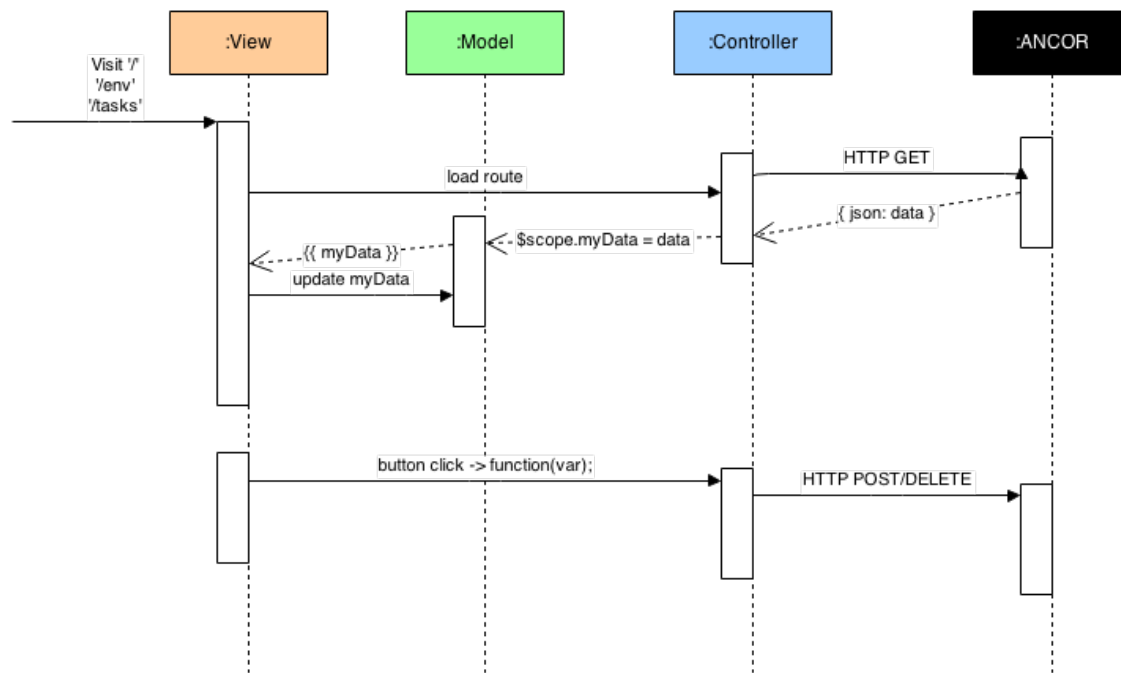 :View
:Model
:Controller
:ANCOR
Visit '/'
'/env'
'/tasks'
HTTP GET
load route
{ json: data }
$scope.myData = data
{{ myData }}
update myData
button click -> function(var);
HTTP POST/DELETE